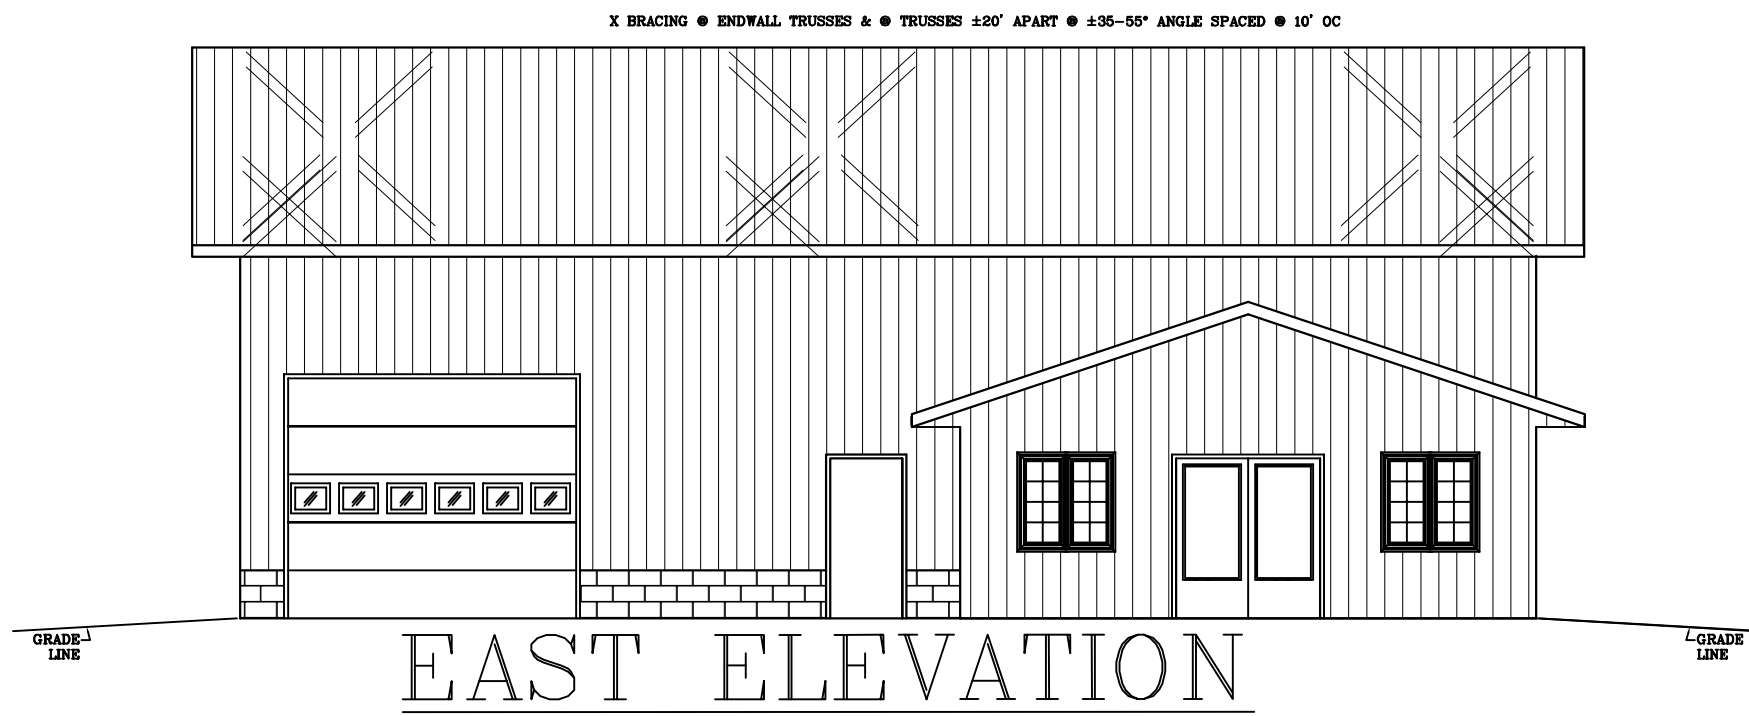 X BRACING @ ENDWALL TRUSSES & @ TRUSSES ±20' APART @ ±35-55° ANGLE SPACED @ 10' OC
GRADE
LINE
GRADE
LINE
EAST ELEVATION